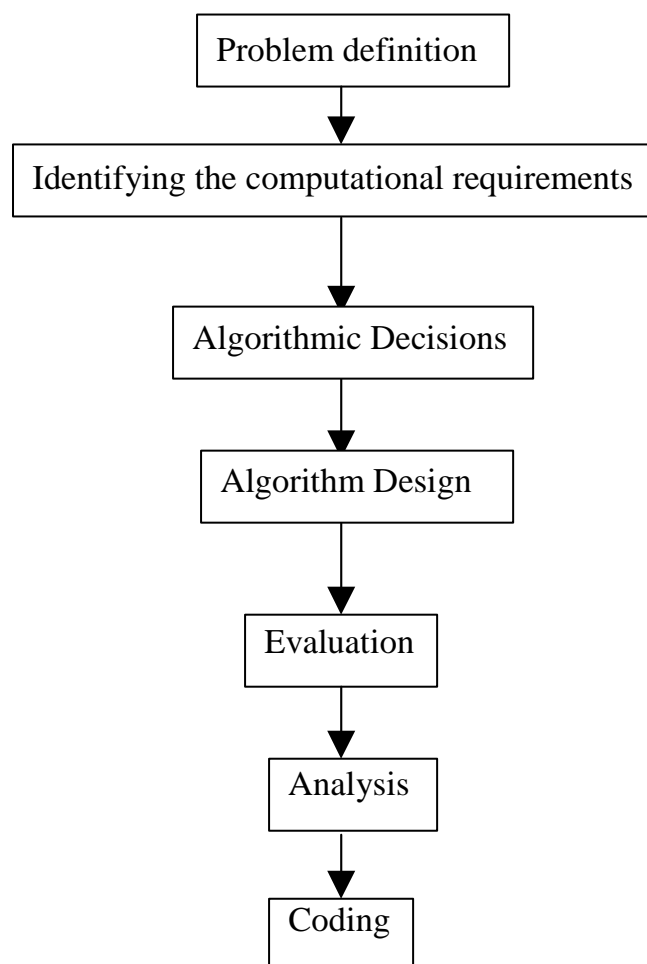 Problem definition
Identifying the computational requirements
Algorithmic Decisions
Algorithm Design
Evaluation
Analysis
Coding